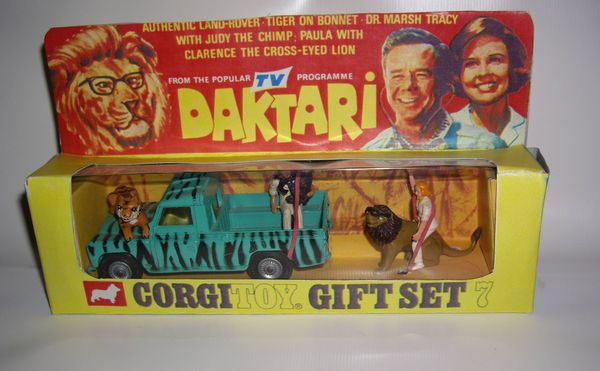 AUTHENTIC LAND-ROVER · TIGER ON BONNET · DR. MARSH TRACY
WITH JUDY THE CHIMP; PAULA WITH
CLARENCE THE CROSS-EYED LION
FROM THE POPULAR TV PROGRAMME
DAKTARI
CORGI TOY. GIFT SET 7